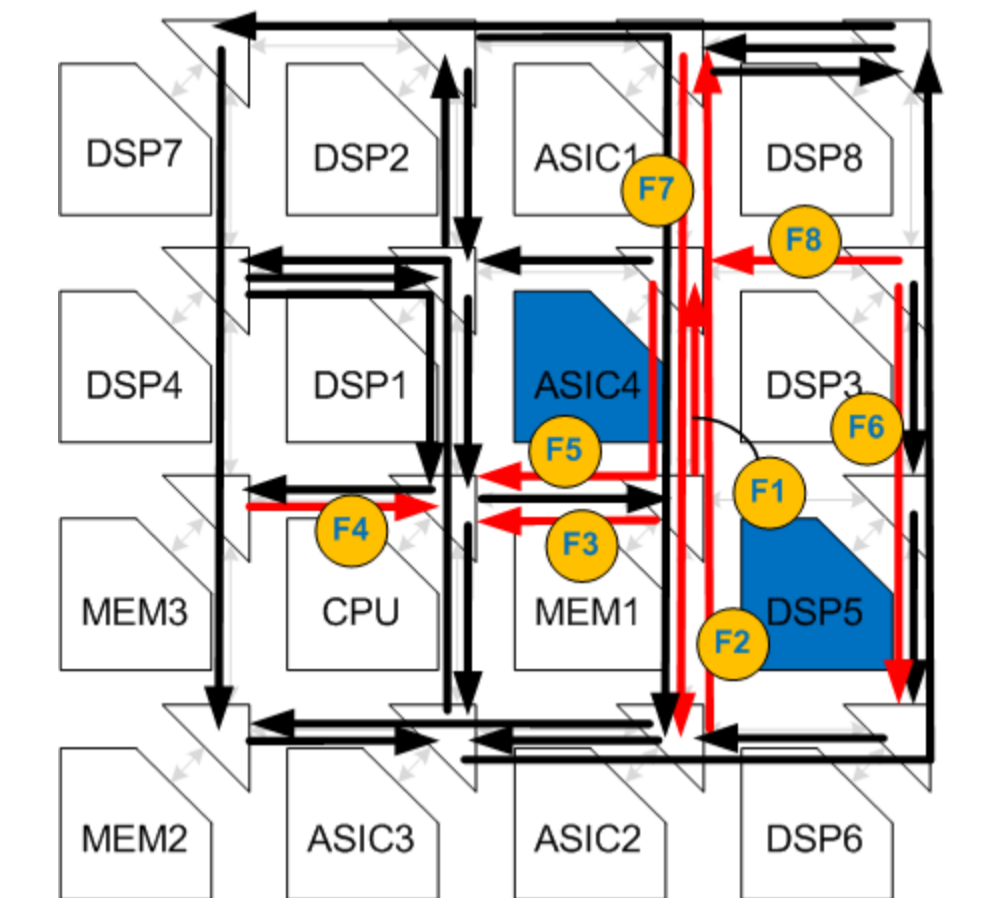 DSP7
DSP2
ASIC1
DSP8
F7
F8
DSP4
DSP1
ASIC4
DSP3
F6
F5
F1
F4
F3
MEM3
CPU
MEM1
DSP5
F2
MEM2
ASIC3
ASIC2
DSP6